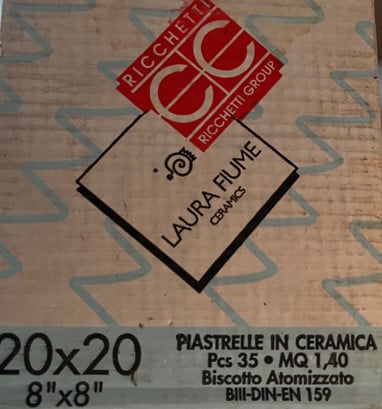 RICCHETTI
CC
RICCHETTI GROUP
LAURA FIUME
CERAMICS
20x20
8"x8"
PIASTRELLE IN CERAMICA
Pcs 35 • MQ 1,40
Biscotto Atomizzato
BIII-DIN-EN 159